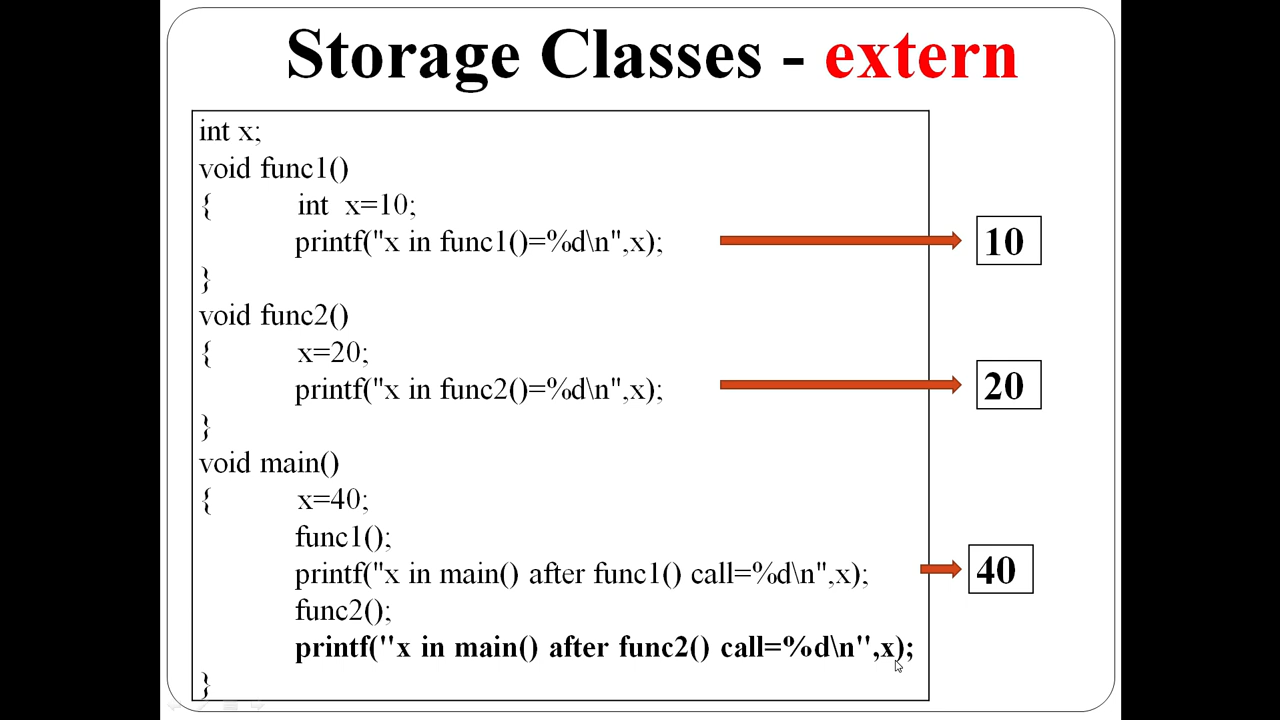 Storage Classes - extern
int x;
void func1()
{ int x=10;
printf("x in func1()=%d\n",x); 10
}
void func2()
{ x=20;
printf("x in func2()=%d\n",x); 20
}
void main()
{ x=40;
func1();
printf("x in main() after func1() call=%d\n",x); 40
func2();
printf("x in main() after func2() call=%d\n",x);
}